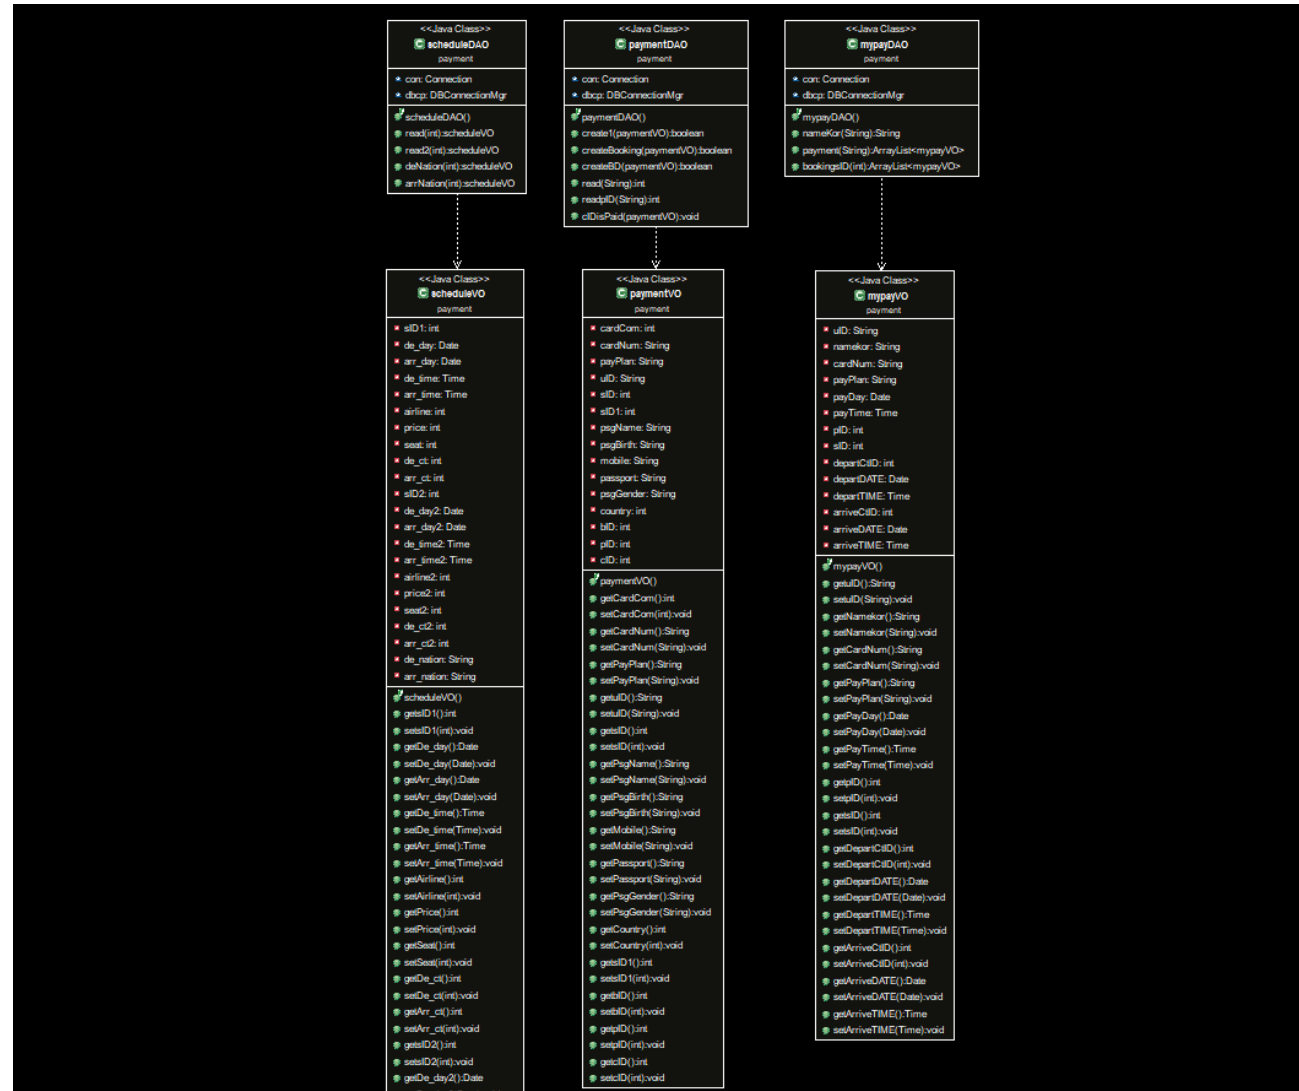 <<Java Class>>
scheduleDAO
payment
con: Connection
dbcp: DBConnectionMgr
scheduleDAO()
read(int):scheduleVO
read2(int):scheduleVO
deNation(int):scheduleVO
arrNation(int):scheduleVO
<<Java Class>>
paymentDAO
payment
con: Connection
dbcp: DBConnectionMgr
paymentDAO()
create1(paymentVO):boolean
createBooking(paymentVO):boolean
createBD(paymentVO):boolean
read(String):int
readpID(String):int
cIDisPaid(paymentVO):void
<<Java Class>>
mypayDAO
payment
con: Connection
dbcp: DBConnectionMgr
mypayDAO()
nameKor(String):String
payment(String):ArrayList<mypayVO>
bookingsID(int):ArrayList<mypayVO>
<<Java Class>>
scheduleVO
payment
sID1: int
de_day: Date
arr_day: Date
de_time: Time
arr_time: Time
airline: int
price: int
seat: int
de_ct: int
arr_ct: int
sID2: int
de_day2: Date
arr_day2: Date
de_time2: Time
arr_time2: Time
airline2: int
price2: int
seat2: int
de_ct2: int
arr_ct2: int
de_nation: String
arr_nation: String
scheduleVO()
getsID1():int
setsID1(int):void
getDe_day():Date
setDe_day(Date):void
getArr_day():Date
setArr_day(Date):void
getDe_time():Time
setDe_time(Time):void
getArr_time():Time
setArr_time(Time):void
getAirline():int
setAirline(int):void
getPrice():int
setPrice(int):void
getSeat():int
setSeat(int):void
getDe_ct():int
setDe_ct(int):void
getArr_ct():int
setArr_ct(int):void
getsID2():int
setsID2(int):void
getDe_day2():Date
<<Java Class>>
paymentVO
payment
cardCom: int
cardNum: String
payPlan: String
uID: String
sID: int
sID1: int
psgName: String
psgBirth: String
mobile: String
passport: String
psgGender: String
country: int
bID: int
pID: int
cID: int
paymentVO()
getCardCom():int
setCardCom(int):void
getCardNum():String
setCardNum(String):void
getPayPlan():String
setPayPlan(String):void
getuID():String
setuID(String):void
getsID():int
setsID(int):void
getPsgName():String
setPsgName(String):void
getPsgBirth():String
setPsgBirth(String):void
getMobile():String
setMobile(String):void
getPassport():String
setPassport(String):void
getPsgGender():String
setPsgGender(String):void
getCountry():int
setCountry(int):void
getsID1():int
setsID1(int):void
getbID():int
setbID(int):void
getpID():int
setpID(int):void
getcID():int
setcID(int):void
<<Java Class>>
mypayVO
payment
uID: String
namekor: String
cardNum: String
payPlan: String
payDay: Date
payTime: Time
pID: int
sID: int
departCtID: int
departDATE: Date
departTIME: Time
arriveCtID: int
arriveDATE: Date
arriveTIME: Time
mypayVO()
getuID():String
setuID(String):void
getNamekor():String
setNamekor(String):void
getCardNum():String
setCardNum(String):void
getPayPlan():String
setPayPlan(String):void
getPayDay():Date
setPayDay(Date):void
getPayTime():Time
setPayTime(Time):void
getpID():int
setpID(int):void
getsID():int
setsID(int):void
getDepartCtID():int
setDepartCtID(int):void
getDepartDATE():Date
setDepartDATE(Date):void
getDepartTIME():Time
setDepartTIME(Time):void
getArriveCtID():int
setArriveCtID(int):void
getArriveDATE():Date
setArriveDATE(Date):void
getArriveTIME():Time
setArriveTIME(Time):void